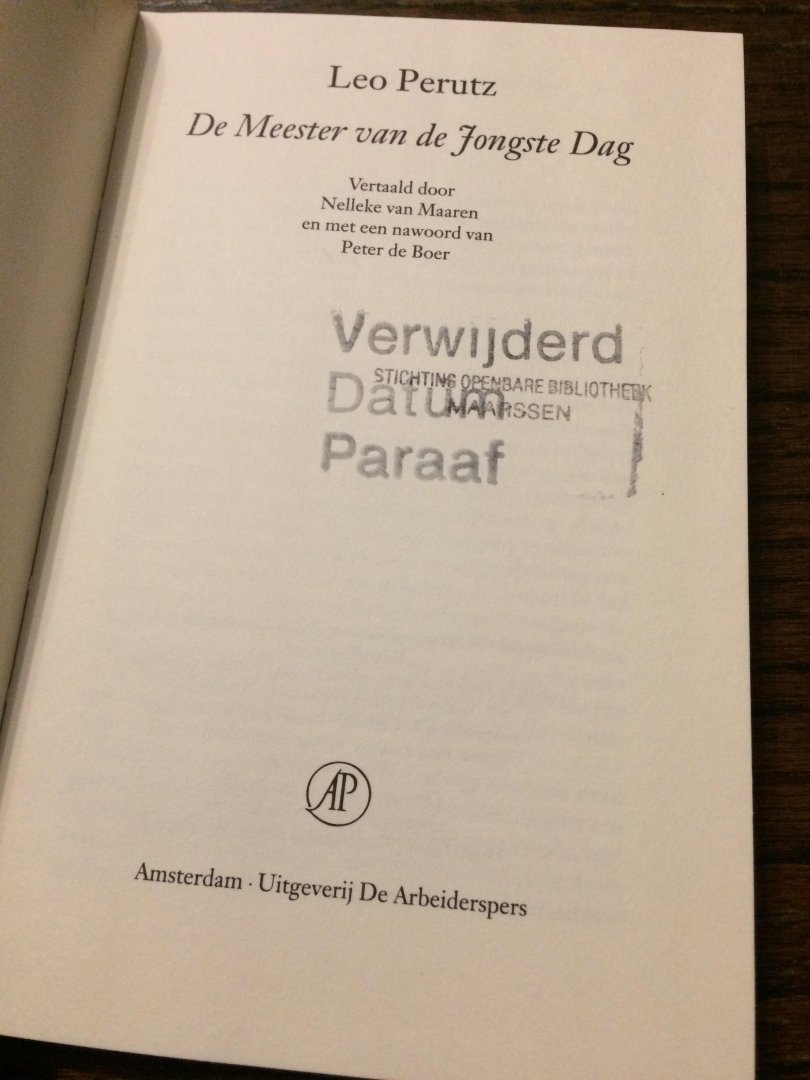 Leo Perutz
De Meester van de Jongste Dag
Vertaald door
Nelleke van Maaren
en met een nawoord van
Peter de Boer
Verwijderd
STICHTING OPENBARE BIBLIOTHEEK
Datum
MAARSSEN
Paraaf
AP
Amsterdam · Uitgeverij De Arbeiderspers